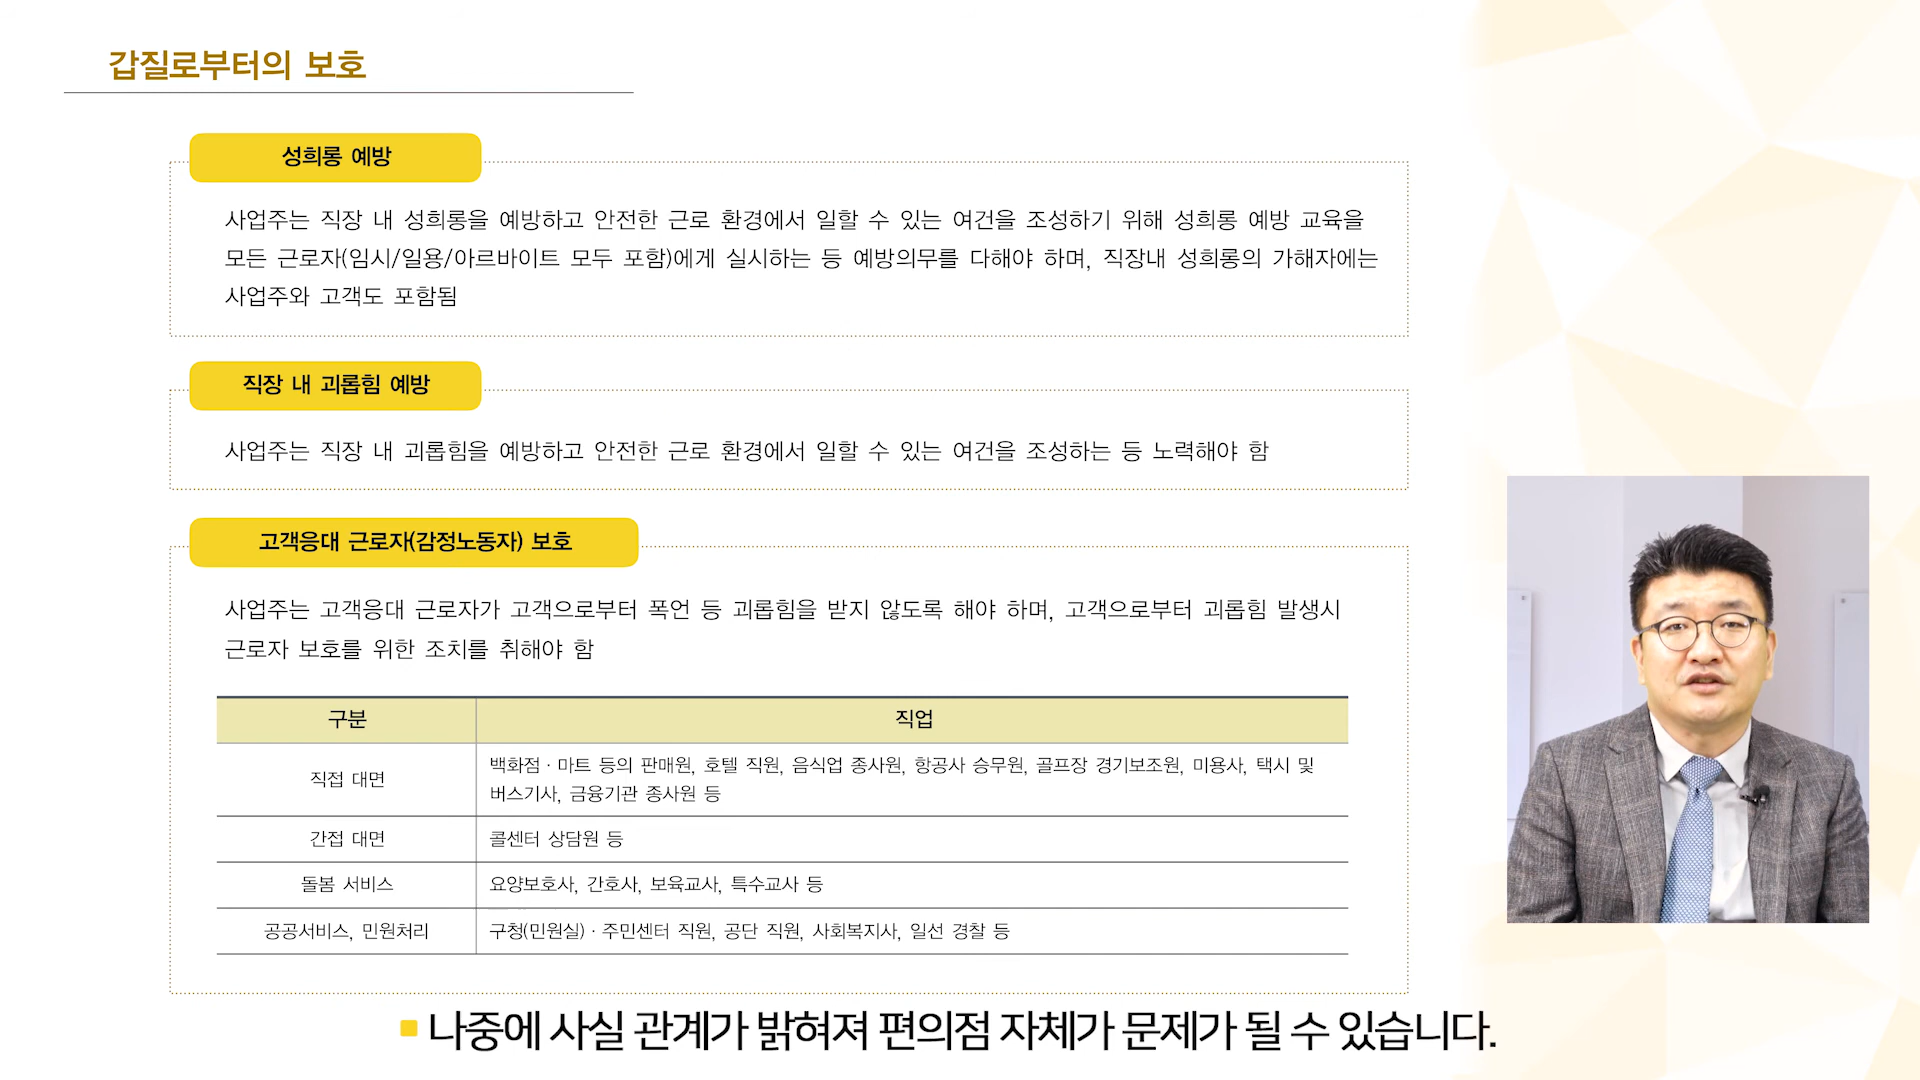 갑질로부터의 보호
성희롱 예방
사업주는 직장 내 성희롱을 예방하고 안전한 근로 환경에서 일할 수 있는 여건을 조성하기 위해 성희롱 예방 교육을
모든 근로자(임시/일용/아르바이트 모두 포함)에게 실시하는 등 예방의무를 다해야 하며, 직장내 성희롱의 가해자에는
사업주와 고객도 포함됨
직장 내 괴롭힘 예방
사업주는 직장 내 괴롭힘을 예방하고 안전한 근로 환경에서 일할 수 있는 여건을 조성하는 등 노력해야 함
고객응대 근로자(감정노동자) 보호
사업주는 고객응대 근로자가 고객으로부터 폭언 등 괴롭힘을 받지 않도록 해야 하며, 고객으로부터 괴롭힘 발생시
근로자 보호를 위한 조치를 취해야 함
구분 직업
직접 대면 백화점 · 마트 등의 판매원, 호텔 직원, 음식업 종사원, 항공사 승무원, 골프장 경기보조원, 미용사, 택시 및
버스기사, 금융기관 종사원 등
간접 대면 콜센터 상담원 등
돌봄 서비스 요양보호사, 간호사, 보육교사, 특수교사 등
공공서비스, 민원처리 구청(민원실) · 주민센터 직원, 공단 직원, 사회복지사, 일선 경찰 등
나중에 사실 관계가 밝혀져 편의점 자체가 문제가 될 수 있습니다.